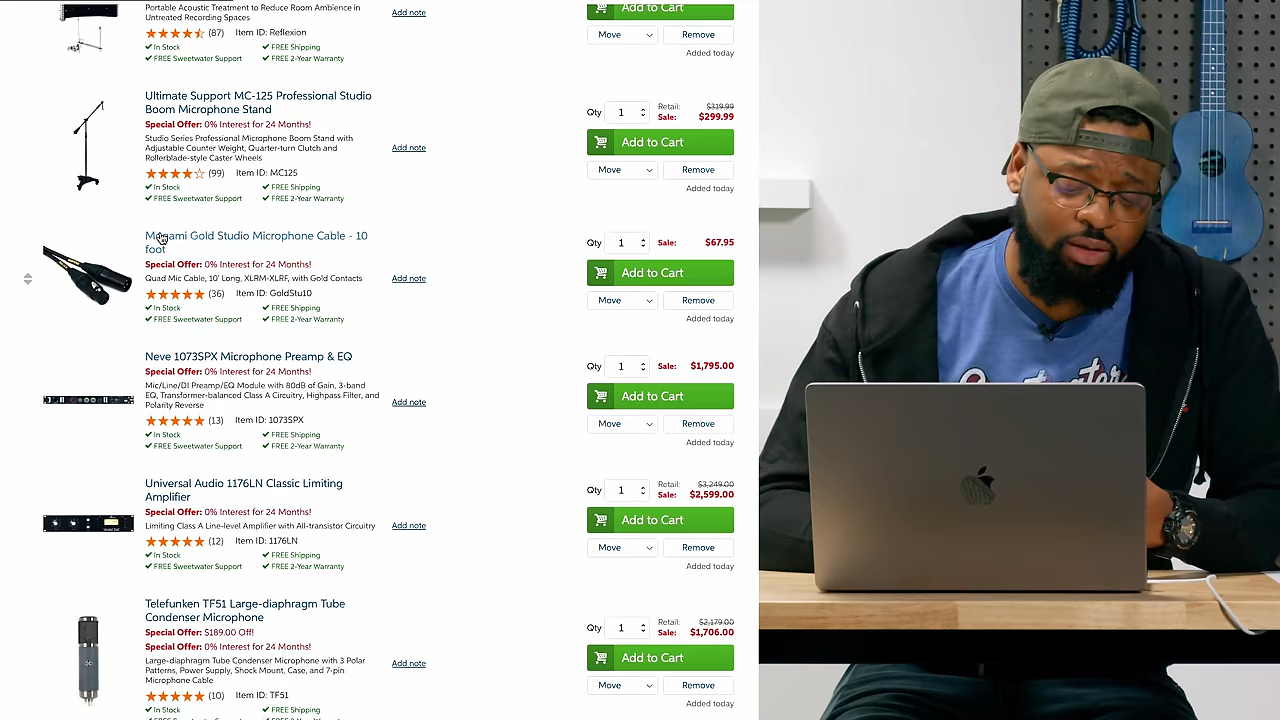 Portable Acoustic Treatment to Reduce Room Ambience in
Untreated Recording Spaces
(87) Item ID: Reflexion
In Stock FREE Shipping
FREE Sweetwater Support FREE 2-Year Warranty
Add note
Add to Cart
Move Remove
Added today
Ultimate Support MC-125 Professional Studio
Boom Microphone Stand
Special Offer: 0% Interest for 24 Months!
Studio Series Professional Microphone Boom Stand with
Adjustable Counter Weight, Quarter-turn Clutch and
Rollerblade-style Caster Wheels
(99) Item ID: MC125
In Stock FREE Shipping
FREE Sweetwater Support FREE 2-Year Warranty
Add note
Qty 1 Retail: $319.99
Sale: $299.99
Add to Cart
Move Remove
Added today
Mogami Gold Studio Microphone Cable - 10
foot
Special Offer: 0% Interest for 24 Months!
Quad Mic Cable, 10' Long, XLRM-XLRF, with Gold Contacts
(36) Item ID: GoldStu10
In Stock FREE Shipping
FREE Sweetwater Support FREE 2-Year Warranty
Add note
Qty 1 Sale: $67.95
Add to Cart
Move Remove
Added today
Neve 1073SPX Microphone Preamp & EQ
Special Offer: 0% Interest for 24 Months!
Mic/Line/DI Preamp/EQ Module with 80dB of Gain, 3-band
EQ, Transformer-balanced Class A Circuitry, Highpass Filter, and
Polarity Reverse
(13) Item ID: 1073SPX
In Stock FREE Shipping
FREE Sweetwater Support FREE 2-Year Warranty
Add note
Qty 1 Sale: $1,795.00
Add to Cart
Move Remove
Added today
Universal Audio 1176LN Classic Limiting
Amplifier
Special Offer: 0% Interest for 24 Months!
Limiting Class A Line-level Amplifier with All-transistor Circuitry
(12) Item ID: 1176LN
In Stock FREE Shipping
FREE Sweetwater Support FREE 2-Year Warranty
Add note
Qty 1 Retail: $3,249.00
Sale: $2,599.00
Add to Cart
Move Remove
Added today
Telefunken TF51 Large-diaphragm Tube
Condenser Microphone
Special Offer: $189.00 Off!
Special Offer: 0% Interest for 24 Months!
Large-diaphragm Tube Condenser Microphone with 3 Polar
Patterns, Power Supply, Shock Mount, Case, and 7-pin
Microphone Cable
(10) Item ID: TF51
In Stock FREE Shipping
Add note
Qty 1 Retail: $2,179.00
Sale: $1,706.00
Add to Cart
Move Remove
Added today
Sweetwater